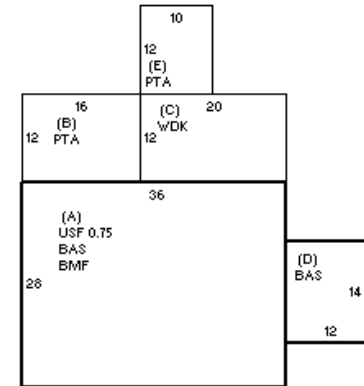 10
12
(E)
PTA
16
(B)
12 PTA
(C) 20
WDK
12
36
(A)
USF 0.75
BAS
BMF
28
(D)
BAS
14
12